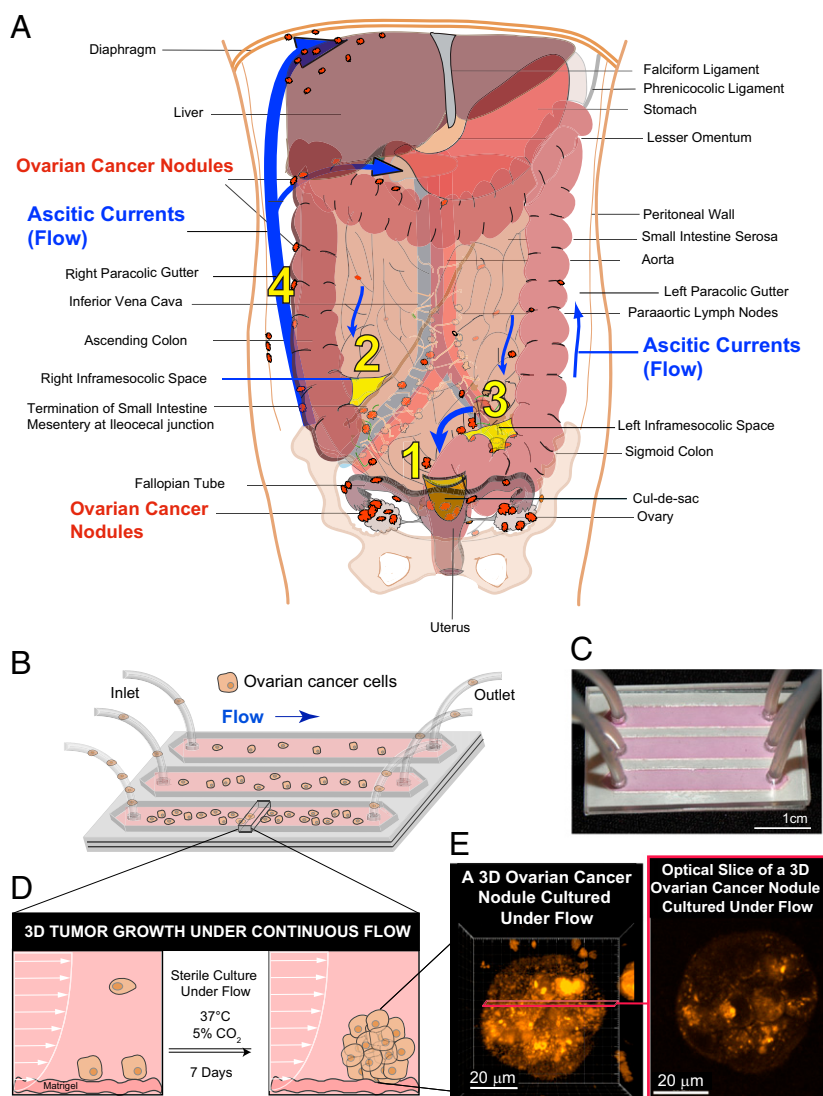 A
Diaphragm
Liver
Ovarian Cancer Nodules
Ascitic Currents
(Flow)
Right Paracolic Gutter
Inferior Vena Cava
Ascending Colon
Right Inframesocolic Space
Termination of Small Intestine
Mesentery at Ileocecal junction
Fallopian Tube
Ovarian Cancer
Nodules
4
2
3
1
Falciform Ligament
Phrenicocolic Ligament
Stomach
Lesser Omentum
Peritoneal Wall
Small Intestine Serosa
Aorta
Left Paracolic Gutter
Paraaortic Lymph Nodes
Ascitic Currents
(Flow)
Left Inframesocolic Space
Sigmoid Colon
Cul-de-sac
Ovary
Uterus
B
Inlet
Ovarian cancer cells
Flow
Outlet
C
1cm
D
3D TUMOR GROWTH UNDER CONTINUOUS FLOW
Sterile Culture
Under Flow
37°C
5% CO2
7 Days
Matrigel
E
A 3D Ovarian Cancer
Nodule Cultured
Under Flow
20 μm
Optical Slice of a 3D
Ovarian Cancer Nodule
Cultured Under Flow
20 μm